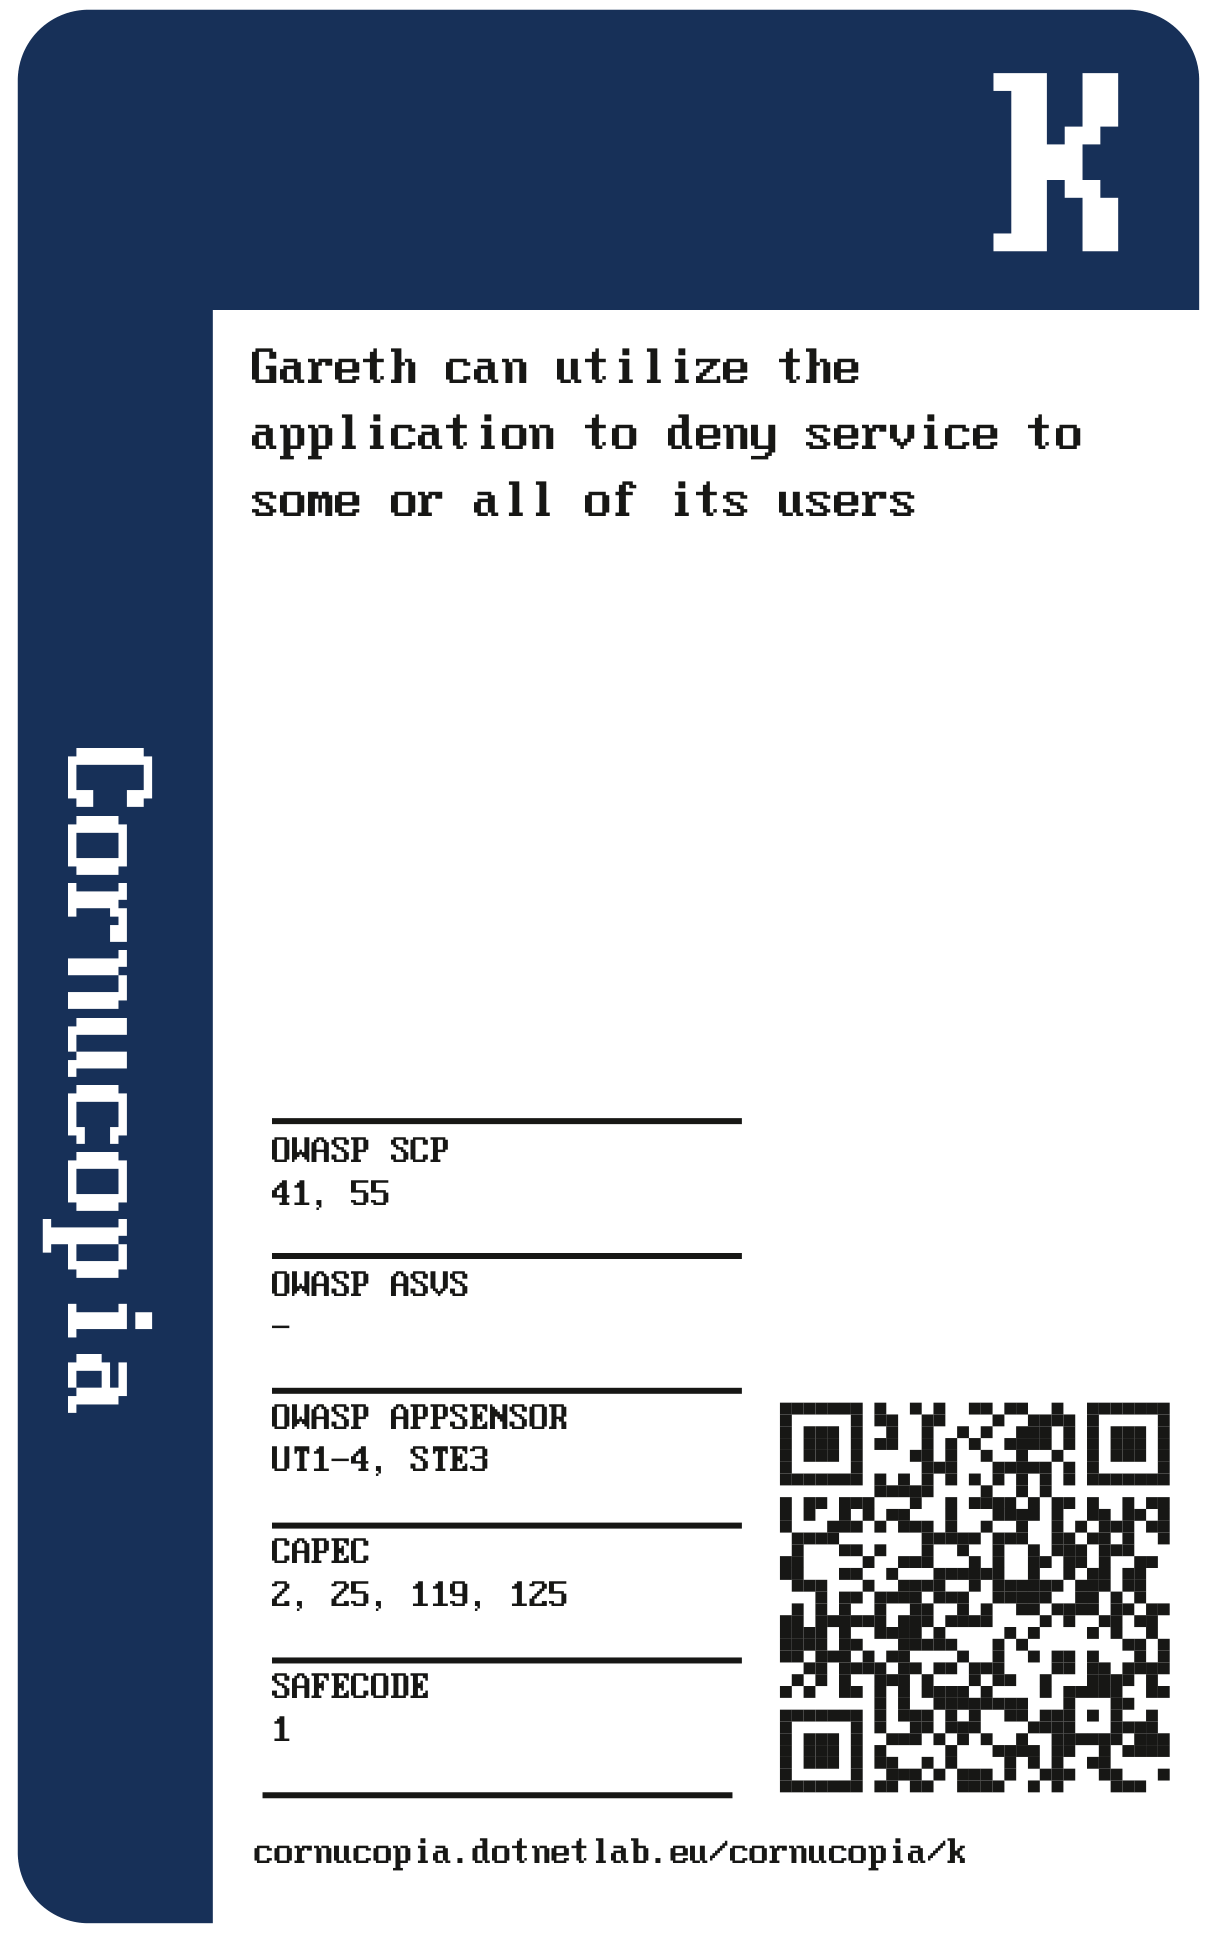 K
Gareth can utilize the
application to deny service to
some or all of its users
Cornucopia
OWASP SCP
41, 55
OWASP ASVS
–
OWASP APPSENSOR
UT1-4, STE3
CAPEC
2, 25, 119, 125
SAFECODE
1
cornucopia.dotnetlab.eu/cornucopia/k